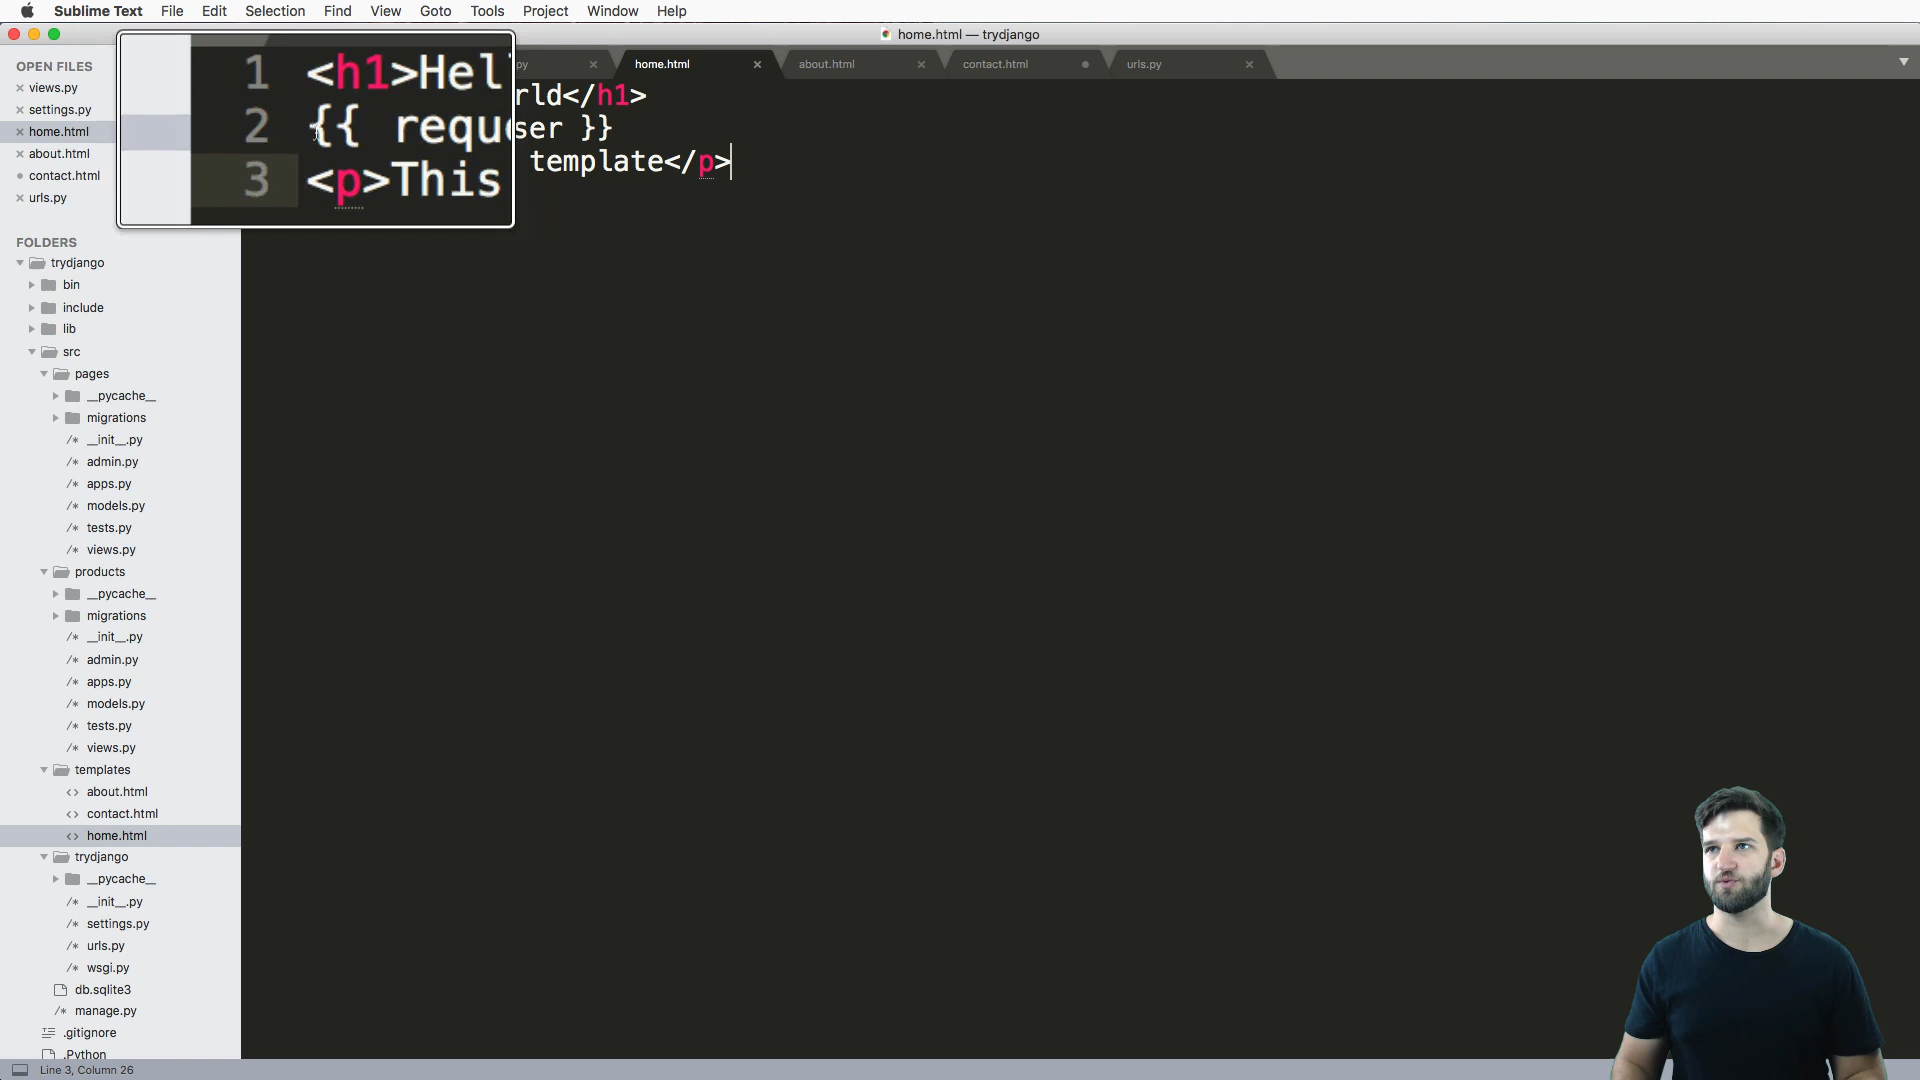 Sublime Text File Edit Selection Find View Goto Tools Project Window Help
home.html — trydjango
OPEN FILES
views.py
settings.py
home.html
about.html
contact.html
urls.py
FOLDERS
trydjango
bin
include
lib
src
pages
__pycache__
migrations
__init__.py
admin.py
apps.py
models.py
tests.py
views.py
products
__pycache__
migrations
__init__.py
admin.py
apps.py
models.py
tests.py
views.py
templates
about.html
contact.html
home.html
trydjango
__pycache__
__init__.py
settings.py
urls.py
wsgi.py
db.sqlite3
manage.py
.gitignore
.Python
py home.html about.html contact.html urls.py
1 <h1>Hel rld</h1>
2 {{ requ ser }}
3 <p>This template</p>
Line 3, Column 26